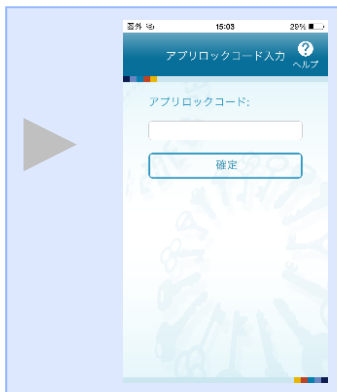 圏外 15:03 29%
アプリロックコード入力
?
ヘルプ
アプリロックコード:
確定